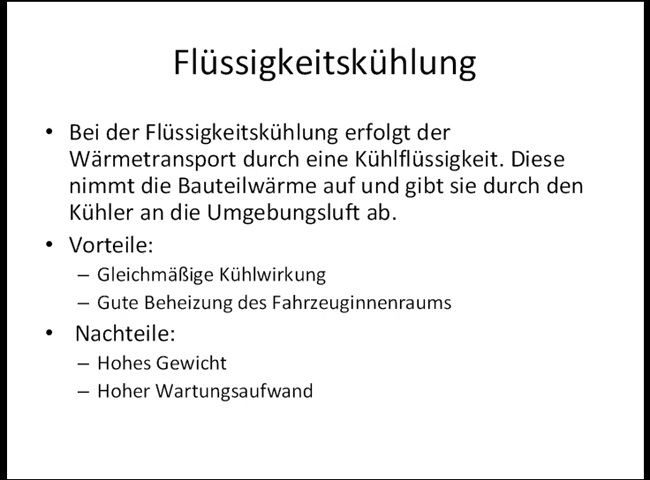 Flüssigkeitskühlung
• Bei der Flüssigkeitskühlung erfolgt der
Wärmetransport durch eine Kühlflüssigkeit. Diese
nimmt die Bauteilwärme auf und gibt sie durch den
Kühler an die Umgebungsluft ab.
• Vorteile:
– Gleichmäßige Kühlwirkung
– Gute Beheizung des Fahrzeuginnenraums
• Nachteile:
– Hohes Gewicht
– Hoher Wartungsaufwand